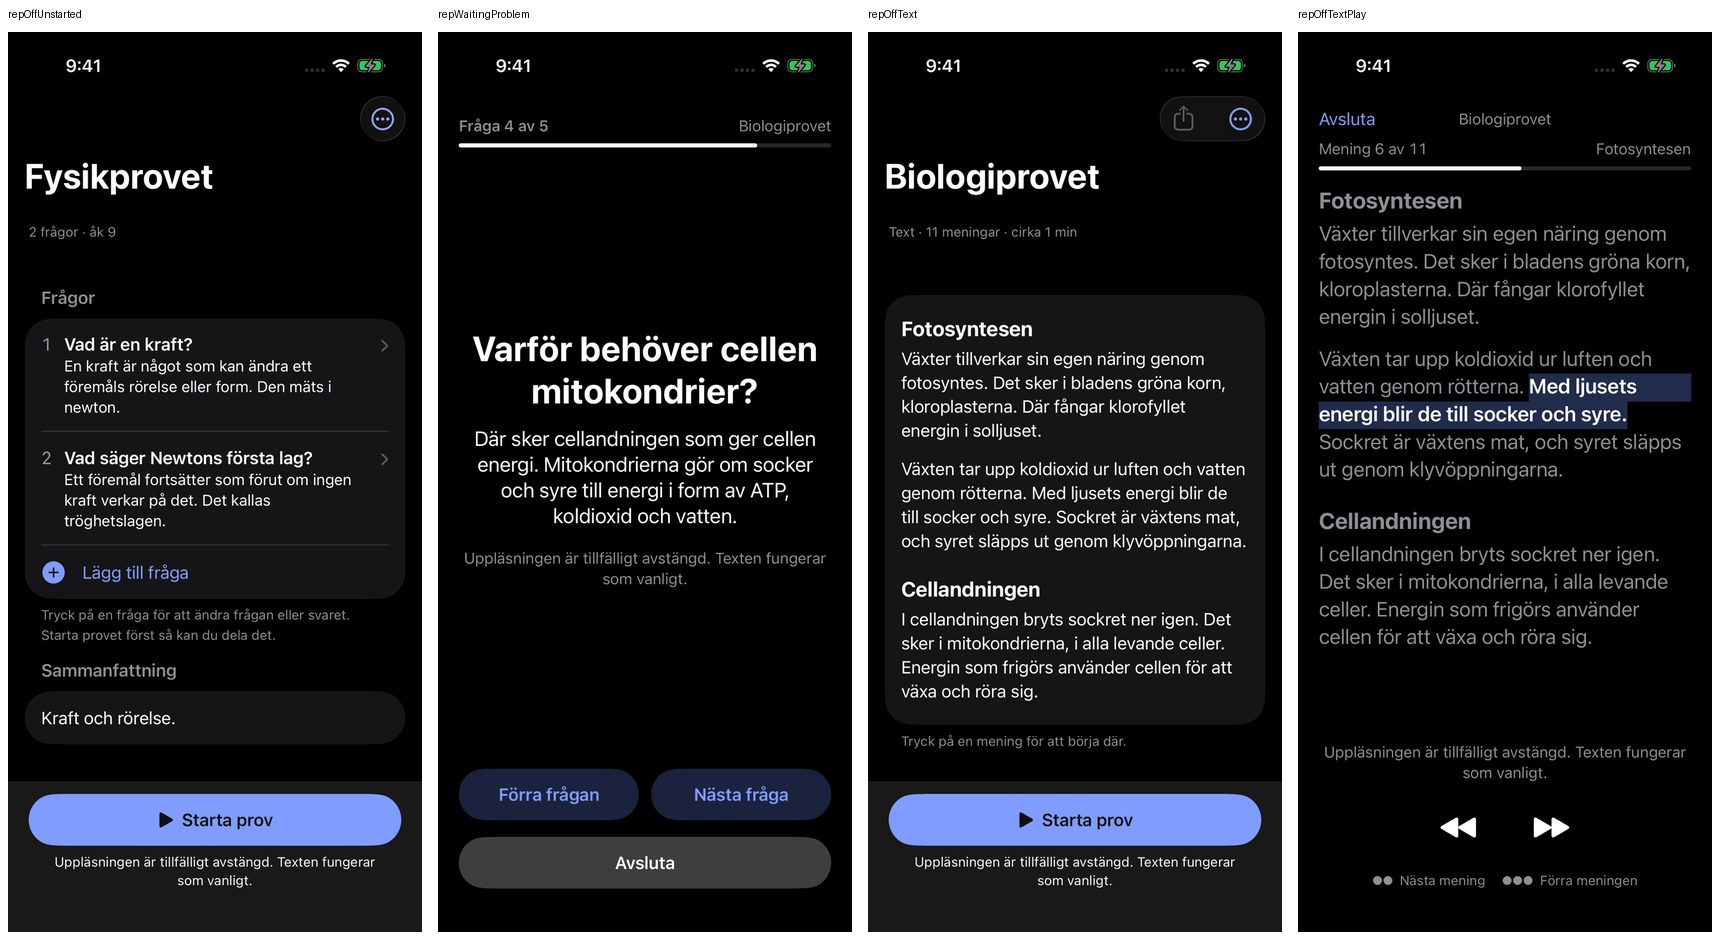 repOffUnstarted
9:41
Fysikprovet
2 frågor · åk 9
Frågor
1 Vad är en kraft?
En kraft är något som kan ändra ett
föremåls rörelse eller form. Den mäts i
newton.
2 Vad säger Newtons första lag?
Ett föremål fortsätter som förut om ingen
kraft verkar på det. Det kallas
tröghetslagen.
Lägg till fråga
Tryck på en fråga för att ändra frågan eller svaret.
Starta provet först så kan du dela det.
Sammanfattning
Kraft och rörelse.
Starta prov
Uppläsningen är tillfälligt avstängd. Texten fungerar
som vanligt.
repWaitingProblem
9:41
Fråga 4 av 5
Biologiprovet
Varför behöver cellen
mitokondrier?
Där sker cellandningen som ger cellen
energi. Mitokondrierna gör om socker
och syre till energi i form av ATP,
koldioxid och vatten.
Uppläsningen är tillfälligt avstängd. Texten fungerar
som vanligt.
Förra frågan
Nästa fråga
Avsluta
repOffText
9:41
Biologiprovet
Text · 11 meningar · cirka 1 min
Fotosyntesen
Växter tillverkar sin egen näring genom
fotosyntes. Det sker i bladens gröna korn,
kloroplasterna. Där fångar klorofyllet
energin i solljuset.
Växten tar upp koldioxid ur luften och vatten
genom rötterna. Med ljusets energi blir de
till socker och syre. Sockret är växtens mat,
och syret släpps ut genom klyvöppningarna.
Cellandningen
I cellandningen bryts sockret ner igen. Det
sker i mitokondrierna, i alla levande celler.
Energin som frigörs använder cellen för att
växa och röra sig.
Tryck på en mening för att börja där.
Starta prov
Uppläsningen är tillfälligt avstängd. Texten fungerar
som vanligt.
repOffTextPlay
9:41
Avsluta
Biologiprovet
Mening 6 av 11
Fotosyntesen
Fotosyntesen
Växter tillverkar sin egen näring genom
fotosyntes. Det sker i bladens gröna korn,
kloroplasterna. Där fångar klorofyllet
energin i solljuset.
Växten tar upp koldioxid ur luften och
vatten genom rötterna. Med ljusets
energi blir de till socker och syre.
Sockret är växtens mat, och syret släpps
ut genom klyvöppningarna.
Cellandningen
I cellandningen bryts sockret ner igen.
Det sker i mitokondrierna, i alla levande
celler. Energin som frigörs använder
cellen för att växa och röra sig.
Uppläsningen är tillfälligt avstängd. Texten fungerar
som vanligt.
Nästa mening
Förra meningen